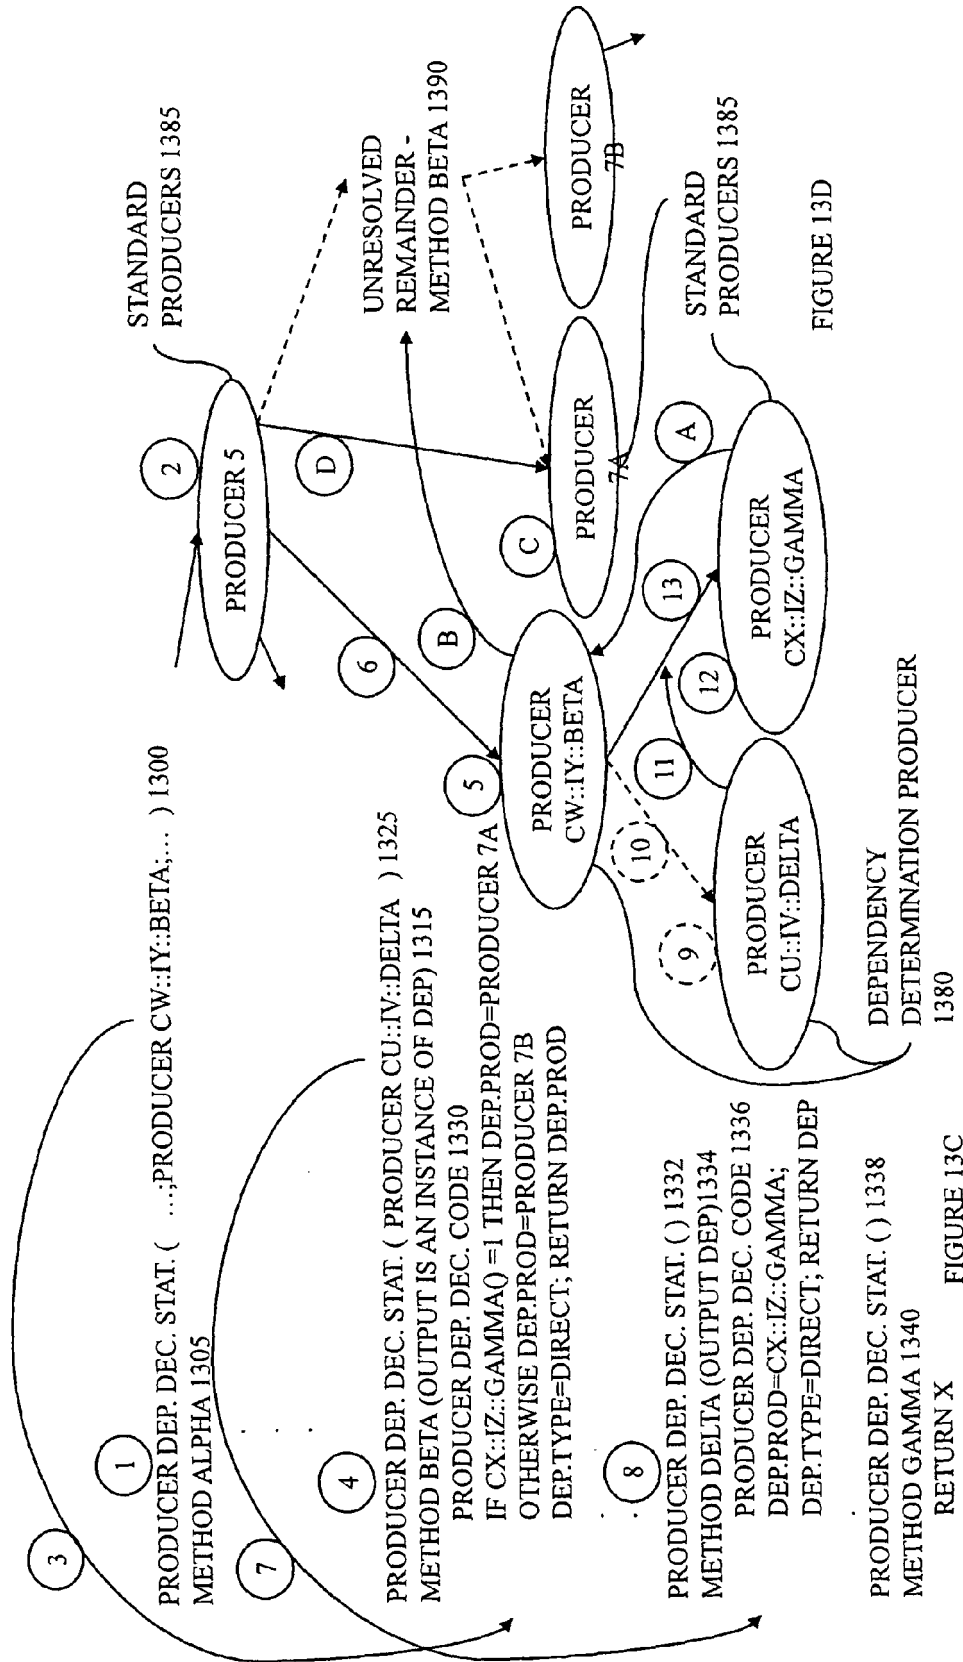 3
1
PRODUCER DEP. DEC. STAT. ( ...;PRODUCER CW::IY::BETA;... ) 1300
METHOD ALPHA 1305
7
4
PRODUCER DEP. DEC. STAT. ( PRODUCER CU::IV::DELTA ) 1325
METHOD BETA (OUTPUT IS AN INSTANCE OF DEP) 1315
PRODUCER DEP. DEC. CODE 1330
IF CX::IZ::GAMMA() =1 THEN DEP.PROD=PRODUCER 7A
OTHERWISE DEP.PROD=PRODUCER 7B
DEP.TYPE=DIRECT; RETURN DEP.PROD
8
PRODUCER DEP. DEC. STAT. ( ) 1332
METHOD DELTA (OUTPUT DEP)1334
PRODUCER DEP. DEC. CODE 1336
DEP.PROD=CX::IZ::GAMMA;
DEP.TYPE=DIRECT; RETURN DEP
PRODUCER DEP. DEC. STAT. ( ) 1338
METHOD GAMMA 1340
RETURN X
FIGURE 13C
STANDARD
PRODUCERS 1385
2
PRODUCER 5
6
D
UNRESOLVED
REMAINDER -
METHOD BETA 1390
B
5
PRODUCER
CW::IY::BETA
C
PRODUCER
7A
PRODUCER
7B
10
11
13
A
9
12
PRODUCER
CU::IV::DELTA
PRODUCER
CX::IZ::GAMMA
STANDARD
PRODUCERS 1385
DEPENDENCY
DETERMINATION PRODUCER
1380
FIGURE 13D